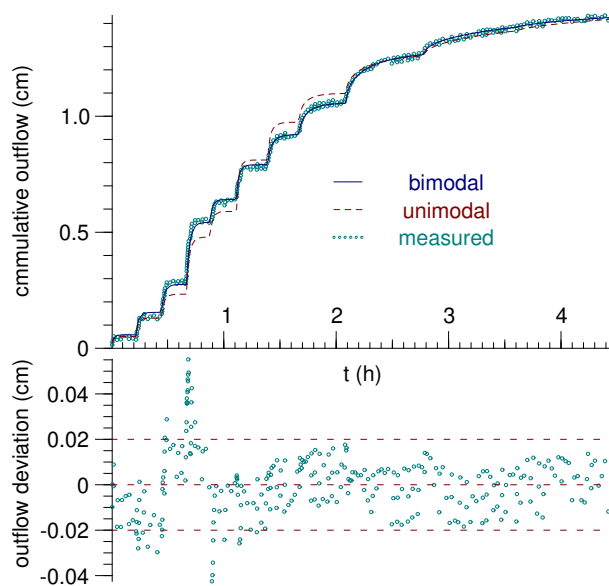 cmmulative outflow (cm)
1.0
0.5
0
bimodal
unimodal
measured
1 2 3 4
t (h)
outflow deviation (cm)
0.04
0.02
0
-0.02
-0.04